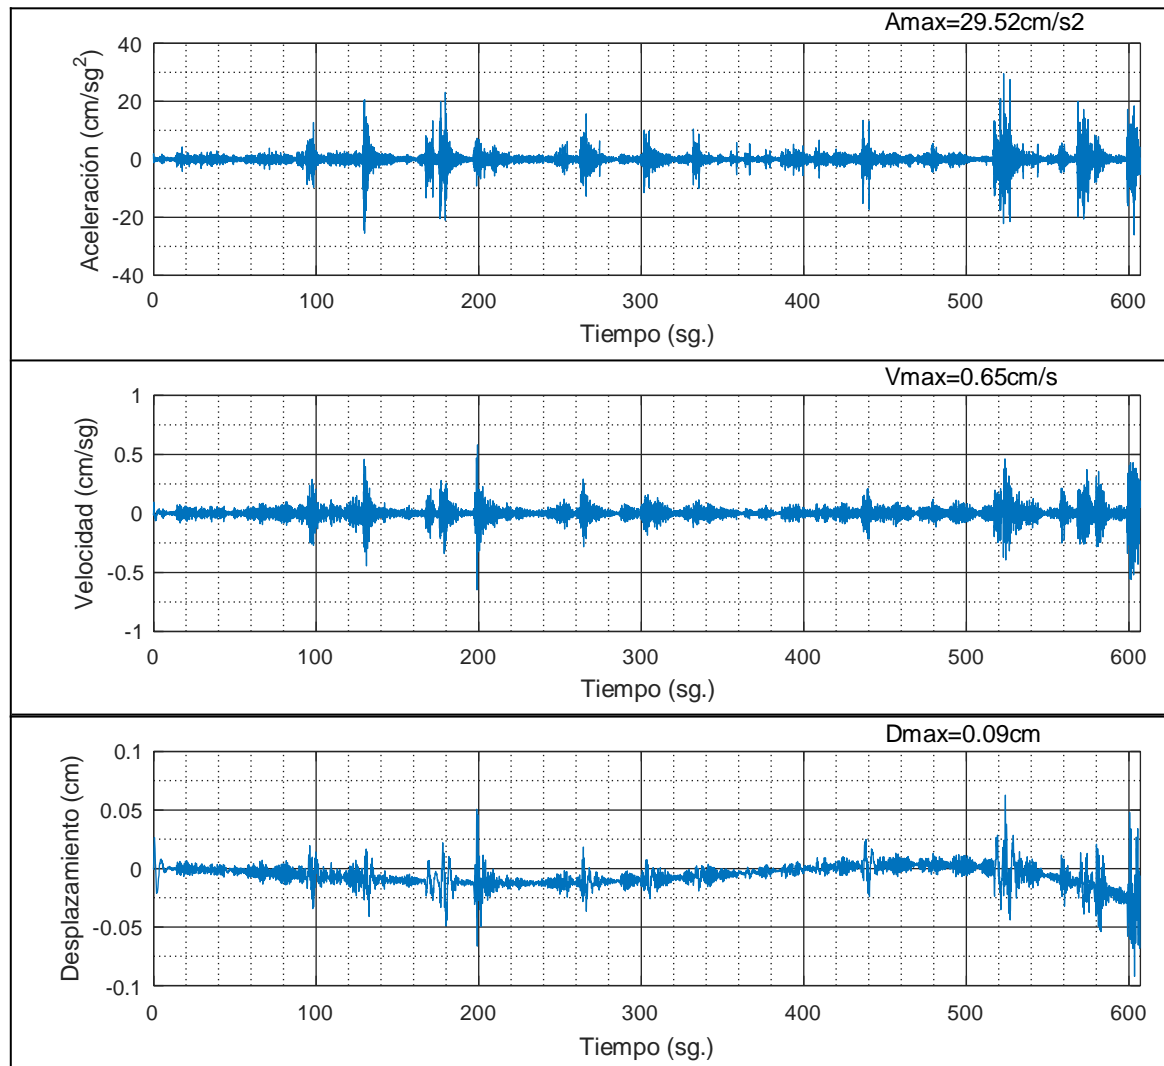 Amax=29.52cm/s2
40
20
0
-20
-40
Aceleración (cm/sg²)
0 100 200 300 400 500 600
Tiempo (sg.)
Vmax=0.65cm/s
1
0.5
0
-0.5
-1
Velocidad (cm/sg)
0 100 200 300 400 500 600
Tiempo (sg.)
Dmax=0.09cm
0.1
0.05
0
-0.05
-0.1
Desplazamiento (cm)
0 100 200 300 400 500 600
Tiempo (sg.)